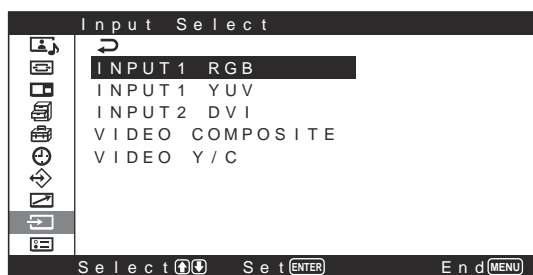 Input Select
INPUT1 RGB
INPUT1 YUV
INPUT2 DVI
VIDEO COMPOSITE
VIDEO Y/C
Select Set ENTER End MENU